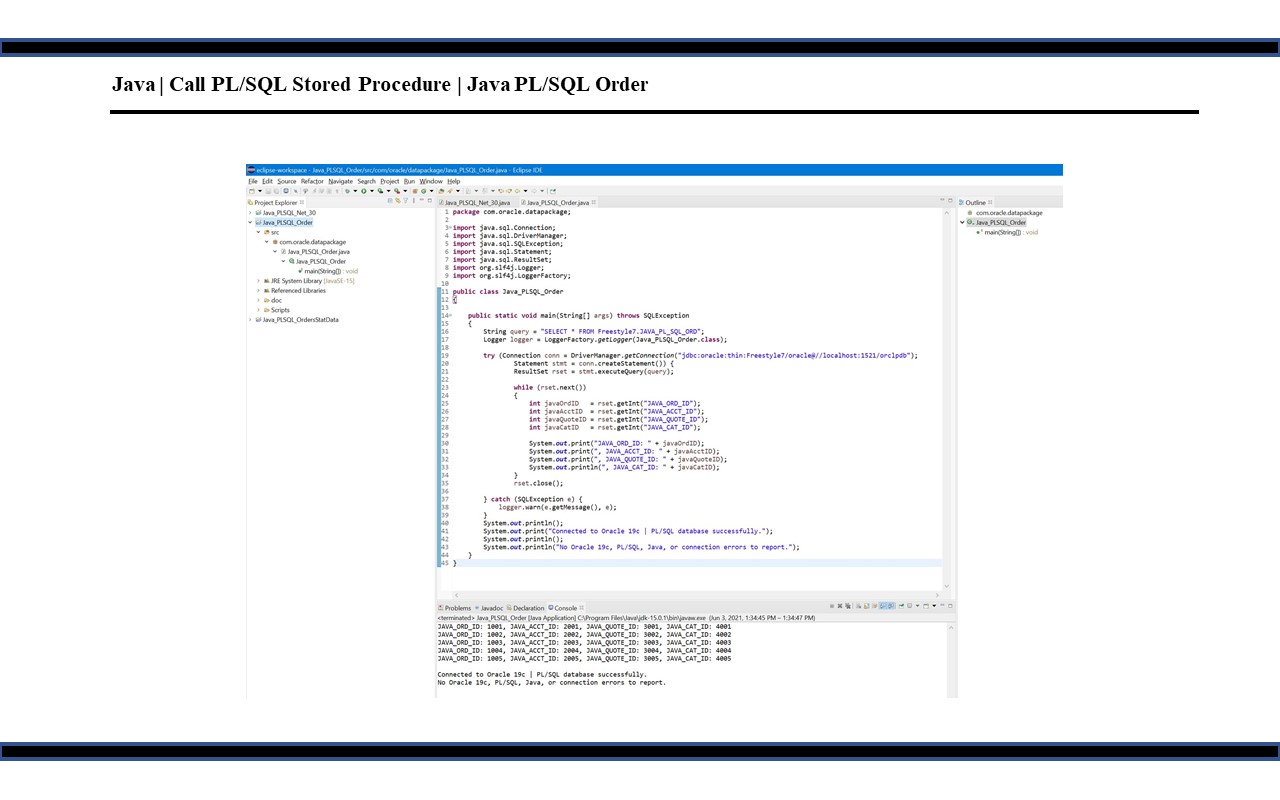 Java | Call PL/SQL Stored Procedure | Java PL/SQL Order
eclipse-workspace - Java_PLSQL_Order/src/com/oracle/datapackage/Java_PLSQL_Order.java - Eclipse IDE
File Edit Source Refactor Navigate Search Project Run Window Help
Project Explorer
Java_PLSQL_Net_30
Java_PLSQL_Order
src
com.oracle.datapackage
Java_PLSQL_Order.java
Java_PLSQL_Order
main(String[]) : void
JRE System Library [JavaSE-15]
Referenced Libraries
doc
Scripts
Java_PLSQL_OrdersStatData
Java_PLSQL_Net_30.java Java_PLSQL_Order.java
1 package com.oracle.datapackage;
2
3 import java.sql.Connection;
4 import java.sql.DriverManager;
5 import java.sql.SQLException;
6 import java.sql.Statement;
7 import java.sql.ResultSet;
8 import org.slf4j.Logger;
9 import org.slf4j.LoggerFactory;
10
11 public class Java_PLSQL_Order
12 {
13
14 public static void main(String[] args) throws SQLException
15 {
16 String query = "SELECT * FROM Freestyle7.JAVA_PL_SQL_ORD";
17 Logger logger = LoggerFactory.getLogger(Java_PLSQL_Order.class);
18
19 try (Connection conn = DriverManager.getConnection("jdbc:oracle:thin:Freestyle7/oracle@//localhost:1521/orclpdb");
20 Statement stmt = conn.createStatement()) {
21 ResultSet rset = stmt.executeQuery(query);
22
23 while (rset.next())
24 {
25 int javaOrdID = rset.getInt("JAVA_ORD_ID");
26 int javaAcctID = rset.getInt("JAVA_ACCT_ID");
27 int javaQuoteID = rset.getInt("JAVA_QUOTE_ID");
28 int javaCatID = rset.getInt("JAVA_CAT_ID");
29
30 System.out.print("JAVA_ORD_ID: " + javaOrdID);
31 System.out.print(", JAVA_ACCT_ID: " + javaAcctID);
32 System.out.print(", JAVA_QUOTE_ID: " + javaQuoteID);
33 System.out.println(", JAVA_CAT_ID: " + javaCatID);
34 }
35 rset.close();
36
37 } catch (SQLException e) {
38 logger.warn(e.getMessage(), e);
39 }
40 System.out.println();
41 System.out.print("Connected to Oracle 19c | PL/SQL database successfully.");
42 System.out.println();
43 System.out.println("No Oracle 19c, PL/SQL, Java, or connection errors to report.");
44 }
45 }
Outline
com.oracle.datapackage
Java_PLSQL_Order
main(String[]) : void
Problems Javadoc Declaration Console
<terminated> Java_PLSQL_Order [Java Application] C:\Program Files\Java\jdk-15.0.1\bin\javaw.exe (Jun 3, 2021, 1:34:45 PM – 1:34:47 PM)
JAVA_ORD_ID: 1001, JAVA_ACCT_ID: 2001, JAVA_QUOTE_ID: 3001, JAVA_CAT_ID: 4001
JAVA_ORD_ID: 1002, JAVA_ACCT_ID: 2002, JAVA_QUOTE_ID: 3002, JAVA_CAT_ID: 4002
JAVA_ORD_ID: 1003, JAVA_ACCT_ID: 2003, JAVA_QUOTE_ID: 3003, JAVA_CAT_ID: 4003
JAVA_ORD_ID: 1004, JAVA_ACCT_ID: 2004, JAVA_QUOTE_ID: 3004, JAVA_CAT_ID: 4004
JAVA_ORD_ID: 1005, JAVA_ACCT_ID: 2005, JAVA_QUOTE_ID: 3005, JAVA_CAT_ID: 4005
Connected to Oracle 19c | PL/SQL database successfully.
No Oracle 19c, PL/SQL, Java, or connection errors to report.